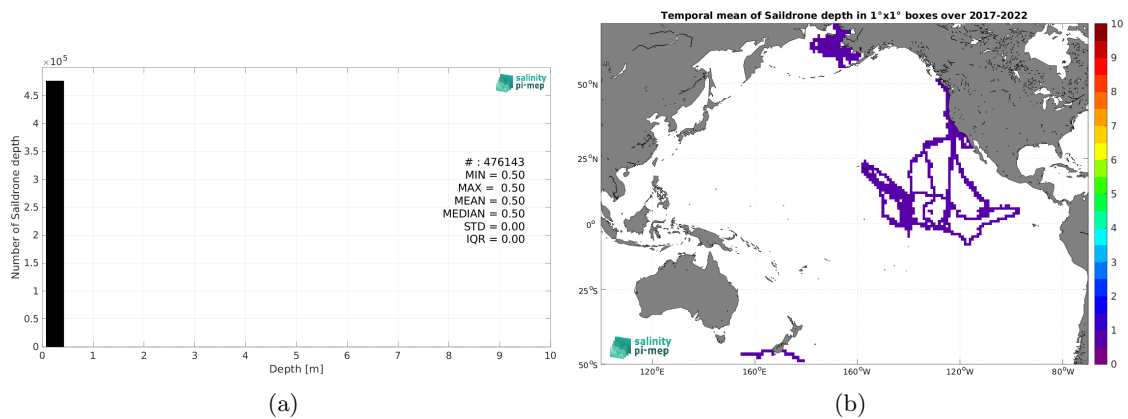 ×10⁵
4.5
4
3.5
3
2.5
2
1.5
1
0.5
0
Number of Saildrone depth
salinity
pi-mep
# : 476143
MIN = 0.50
MAX = 0.50
MEAN = 0.50
MEDIAN = 0.50
STD = 0.00
IQR = 0.00
0 1 2 3 4 5 6 7 8 9 10
Depth [m]
(a)
Temporal mean of Saildrone depth in 1°x1° boxes over 2017-2022
50°N
25°N
0°
25°S
50°S
salinity
pi-mep
120°E 160°E 160°W 120°W 80°W
10
9
8
7
6
5
4
3
2
1
0
(b)